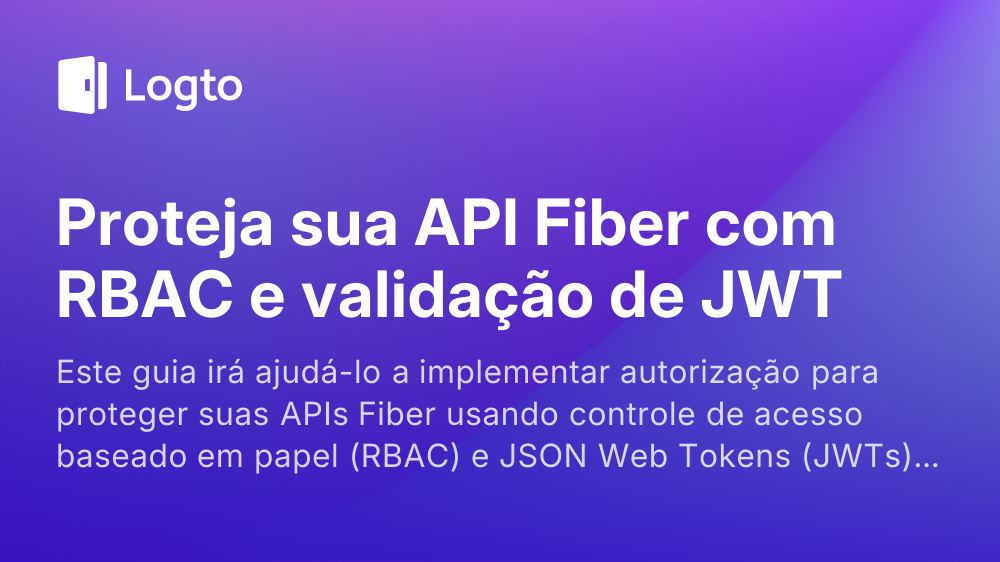 Logto
Proteja sua API Fiber com
RBAC e validação de JWT
Este guia irá ajudá-lo a implementar autorização para
proteger suas APIs Fiber usando controle de acesso
baseado em papel (RBAC) e JSON Web Tokens (JWTs)...